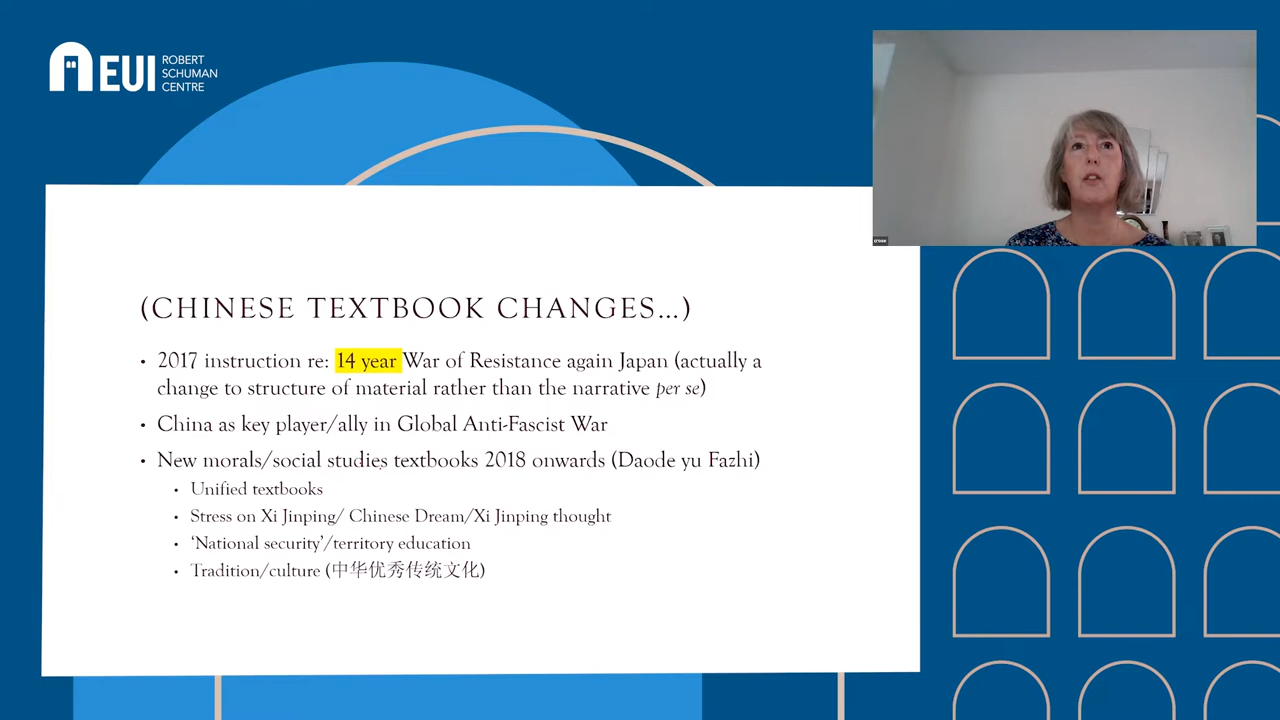 EUI
ROBERT
SCHUMAN
CENTRE
(CHINESE TEXTBOOK CHANGES...)
• 2017 instruction re: 14 year War of Resistance again Japan (actually a
change to structure of material rather than the narrative per se)
• China as key player/ally in Global Anti-Fascist War
• New morals/social studies textbooks 2018 onwards (Daode yu Fazhi)
• Unified textbooks
• Stress on Xi Jinping/ Chinese Dream/Xi Jinping thought
• ‘National security’/territory education
• Tradition/culture (中华优秀传统文化)